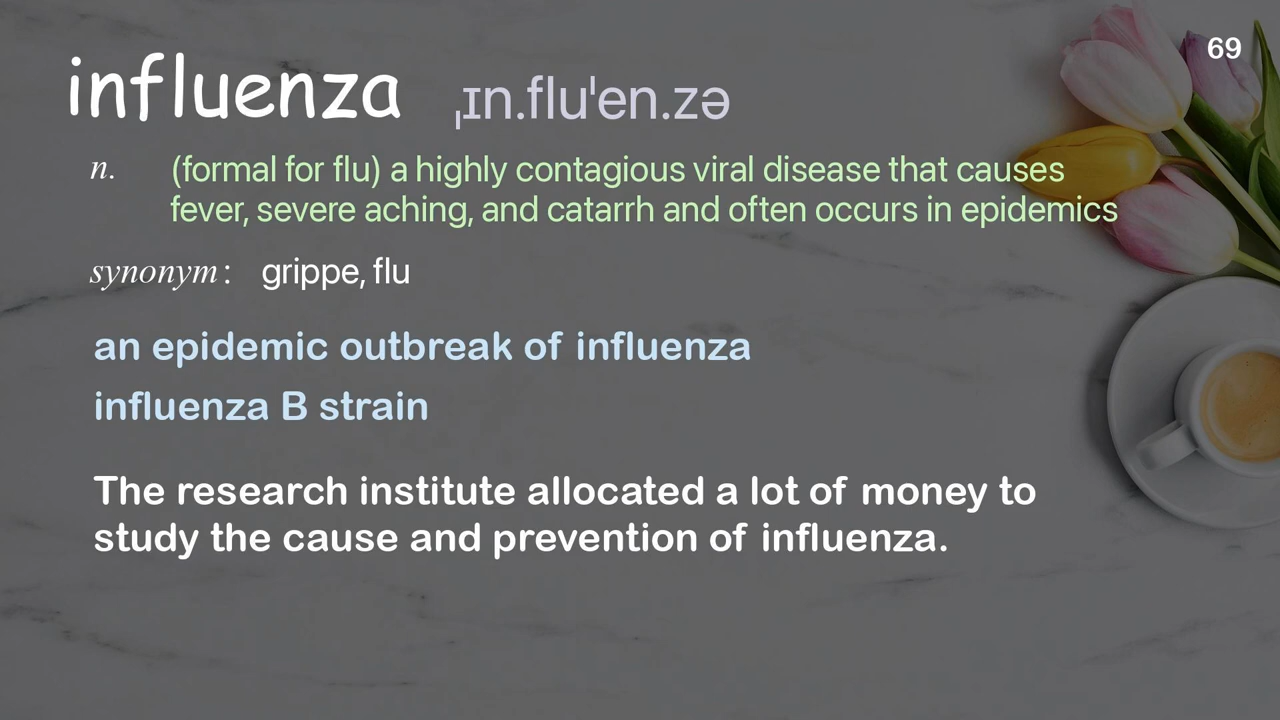 69
influenza ˌɪn.fluˈen.zə
n. (formal for flu) a highly contagious viral disease that causes
fever, severe aching, and catarrh and often occurs in epidemics
synonym: grippe, flu
an epidemic outbreak of influenza
influenza B strain
The research institute allocated a lot of money to
study the cause and prevention of influenza.